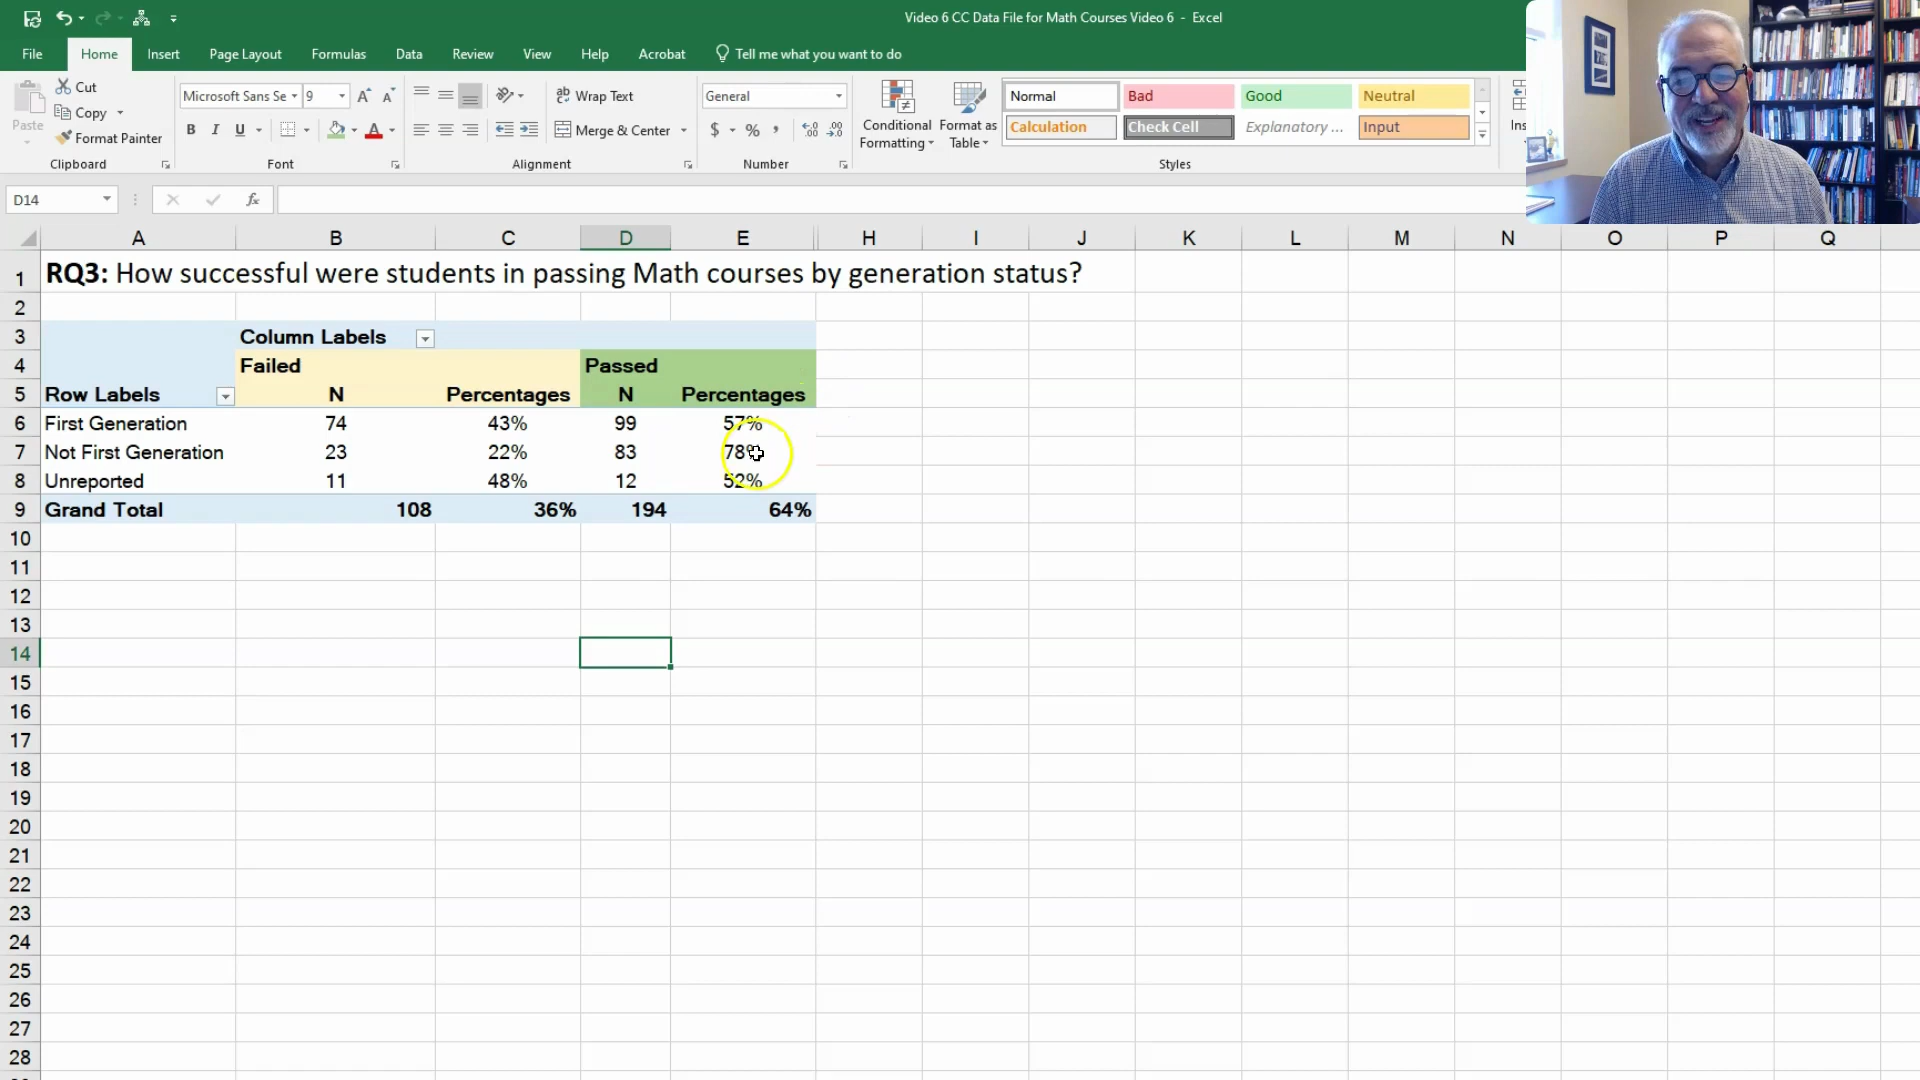 Video 6 CC Data File for Math Courses Video 6 - Excel
File Home Insert Page Layout Formulas Data Review View Help Acrobat Tell me what you want to do
Paste
Cut
Copy
Format Painter
Clipboard
Microsoft Sans Se 9
B I U
Font
Wrap Text
Merge & Center
Alignment
General
$ % ,
Number
Conditional Formatting
Format as Table
Normal Bad Good Neutral
Calculation Check Cell Explanatory ... Input
Styles
Ins
D14 fx
A B C D E H I J K L M N O P Q
1 RQ3: How successful were students in passing Math courses by generation status?
2
3 Column Labels
4 Failed Passed
5 Row Labels N Percentages N Percentages
6 First Generation 74 43% 99 57%
7 Not First Generation 23 22% 83 78%
8 Unreported 11 48% 12 52%
9 Grand Total 108 36% 194 64%
10
11
12
13
14
15
16
17
18
19
20
21
22
23
24
25
26
27
28